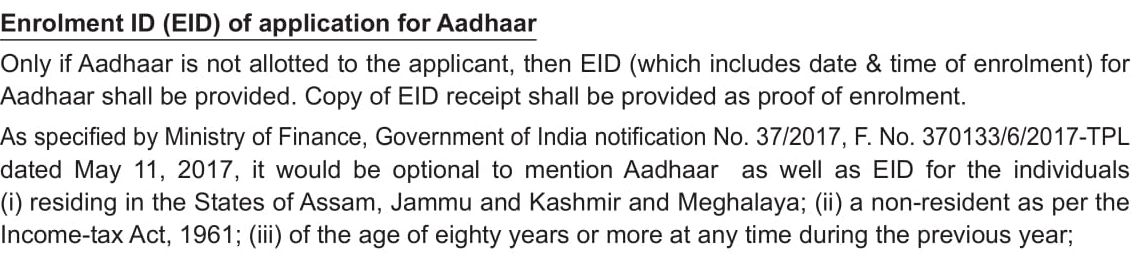 Enrolment ID (EID) of application for Aadhaar
Only if Aadhaar is not allotted to the applicant, then EID (which includes date & time of enrolment) for
Aadhaar shall be provided. Copy of EID receipt shall be provided as proof of enrolment.
As specified by Ministry of Finance, Government of India notification No. 37/2017, F. No. 370133/6/2017-TPL
dated May 11, 2017, it would be optional to mention Aadhaar as well as EID for the individuals
(i) residing in the States of Assam, Jammu and Kashmir and Meghalaya; (ii) a non-resident as per the
Income-tax Act, 1961; (iii) of the age of eighty years or more at any time during the previous year;